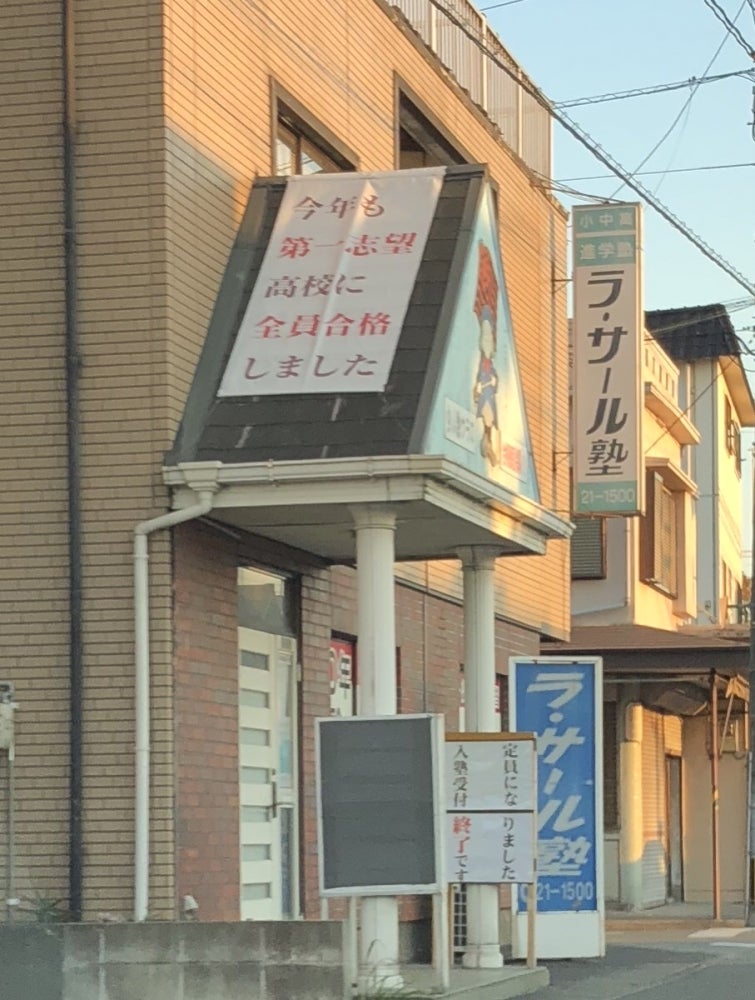 今年も
第一志望
高校に
全員合格
しました
小中高
進学塾
ラ・サール塾
21-1500
定員にな
りました
入塾受付
終了です
ラ・サール塾
21-1500